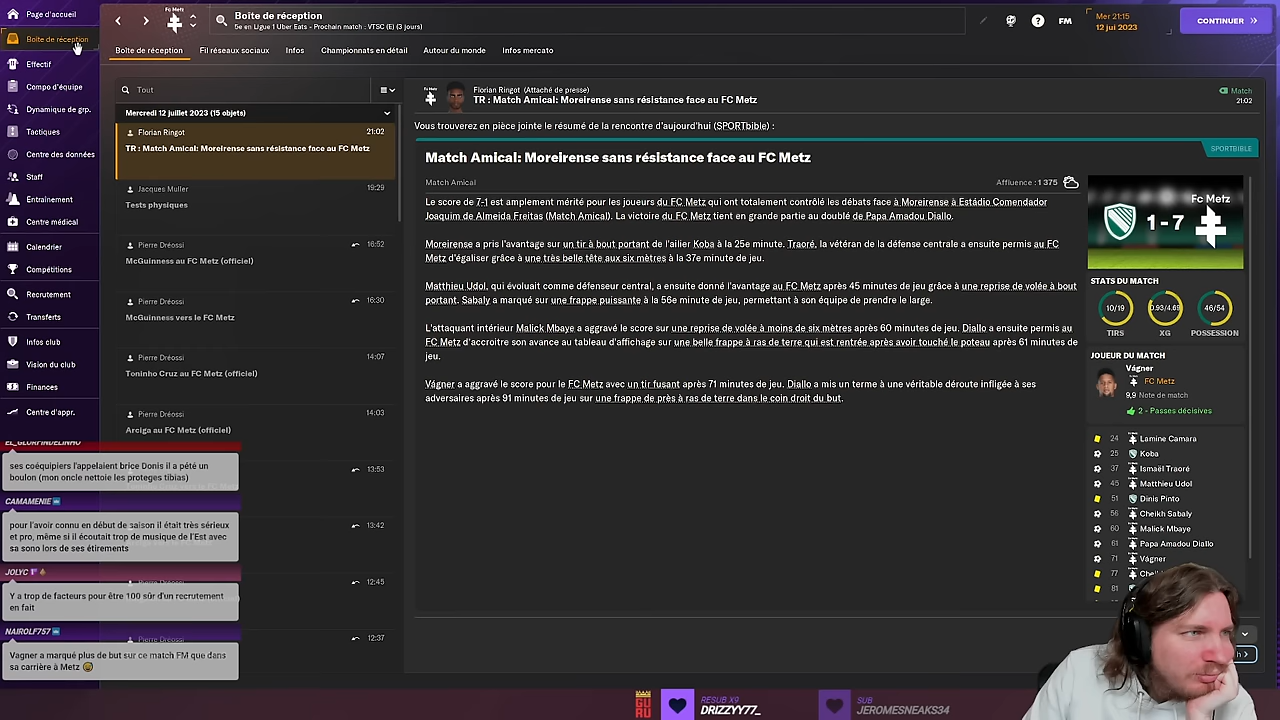 Page d'accueil
Boîte de réception
Effectif
Compo d'équipe
Dynamique de grp.
Tactiques
Centre des données
Staff
Entraînement
Centre médical
Calendrier
Compétitions
Recrutement
Transferts
Infos club
Vision du club
Finances
Centre d'appr.
Fc Metz
Boîte de réception
5e en Ligue 1 Uber Eats - Prochain match : VTSC (E) (3 jours)
FM
Mer 21:15
12 jui 2023
CONTINUER
Boîte de réception
Fil réseaux sociaux
Infos
Championnats en détail
Autour du monde
Infos mercato
Tout
Mercredi 12 juillet 2023 (15 objets)
Florian Ringot 21:02
TR : Match Amical: Moreirense sans résistance face au FC Metz
Jacques Muller 19:29
Tests physiques
Pierre Dréossi 16:52
McGuinness au FC Metz (officiel)
Pierre Dréossi 16:30
McGuinness vers le FC Metz
Pierre Dréossi 14:07
Toninho Cruz au FC Metz (officiel)
Pierre Dréossi 14:03
Arciga au FC Metz (officiel)
13:53
13:42
Pierre Dréossi 12:45
Pierre Dréossi 12:37
Florian Ringot (Attaché de presse)
TR : Match Amical: Moreirense sans résistance face au FC Metz
Match
21:02
Vous trouverez en pièce jointe le résumé de la rencontre d'aujourd'hui (SPORTbible) :
SPORTBIBLE
Match Amical: Moreirense sans résistance face au FC Metz
Match Amical
Affluence : 1 375
Le score de 7-1 est amplement mérité pour les joueurs du FC Metz qui ont totalement contrôlé les débats face à Moreirense à Estádio Comendador
Joaquim de Almeida Freitas (Match Amical). La victoire du FC Metz tient en grande partie au doublé de Papa Amadou Diallo.
Moreirense a pris l'avantage sur un tir à bout portant de l'ailier Koba à la 25e minute. Traoré, la vétéran de la défense centrale a ensuite permis au FC
Metz d'égaliser grâce à une très belle tête aux six mètres à la 37e minute de jeu.
Matthieu Udol, qui évoluait comme défenseur central, a ensuite donné l'avantage au FC Metz après 45 minutes de jeu grâce à une reprise de volée à bout
portant. Sabaly a marqué sur une frappe puissante à la 56e minute de jeu, permettant à son équipe de prendre le large.
L'attaquant intérieur Malick Mbaye a aggravé le score sur une reprise de volée à moins de six mètres après 60 minutes de jeu. Diallo a ensuite permis au
FC Metz d'accroitre son avance au tableau d'affichage sur une belle frappe à ras de terre qui est rentrée après avoir touché le poteau après 61 minutes de
jeu.
Vágner a aggravé le score pour le FC Metz avec un tir fusant après 71 minutes de jeu. Diallo a mis un terme à une véritable déroute infligée à ses
adversaires après 91 minutes de jeu sur une frappe de près à ras de terre dans le coin droit du but.
Fc Metz
1 - 7
STATS DU MATCH
10/19
0.93/4.69
46/54
TIRS
XG
POSSESSION
JOUEUR DU MATCH
Vágner
FC Metz
9,9 Note de match
2 - Passes décisives
24 Lamine Camara
25 Koba
37 Ismaël Traoré
45 Matthieu Udol
51 Dinis Pinto
56 Cheikh Sabaly
60 Malick Mbaye
61 Papa Amadou Diallo
71 Vágner
77
81
EL_GLORFINDELINHO
ses coéquipiers l'appelaient brice Donis il a pété un
boulon (mon oncle nettoie les proteges tibias)
CAMAMENIE
pour l'avoir connu en début de saison il était très sérieux
et pro, même si il écoutait trop de musique de l'Est avec
sa sono lors de ses étirements
JOLYC
Y a trop de facteurs pour être 100 sûr d'un recrutement
en fait
NAIROLF757
Vagner a marqué plus de but sur ce match FM que dans
sa carrière à Metz
GURU
RESUB X9
DRIZZYY77_
SUB
JEROMESNEAKS34